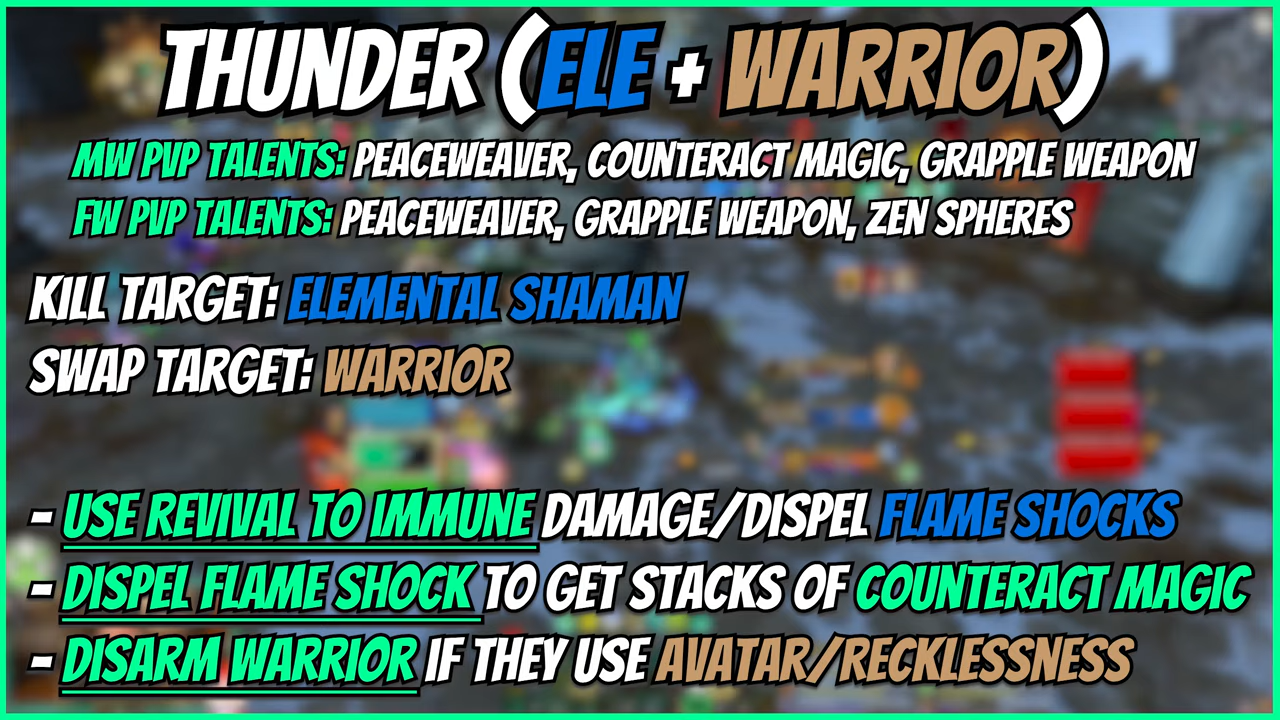 THUNDER (ELE + WARRIOR)
MW PVP TALENTS: PEACEWEAVER, COUNTERACT MAGIC, GRAPPLE WEAPON
FW PVP TALENTS: PEACEWEAVER, GRAPPLE WEAPON, ZEN SPHERES
KILL TARGET: ELEMENTAL SHAMAN
SWAP TARGET: WARRIOR
- USE REVIVAL TO IMMUNE DAMAGE/DISPEL FLAME SHOCKS
- DISPEL FLAME SHOCK TO GET STACKS OF COUNTERACT MAGIC
- DISARM WARRIOR IF THEY USE AVATAR/RECKLESSNESS